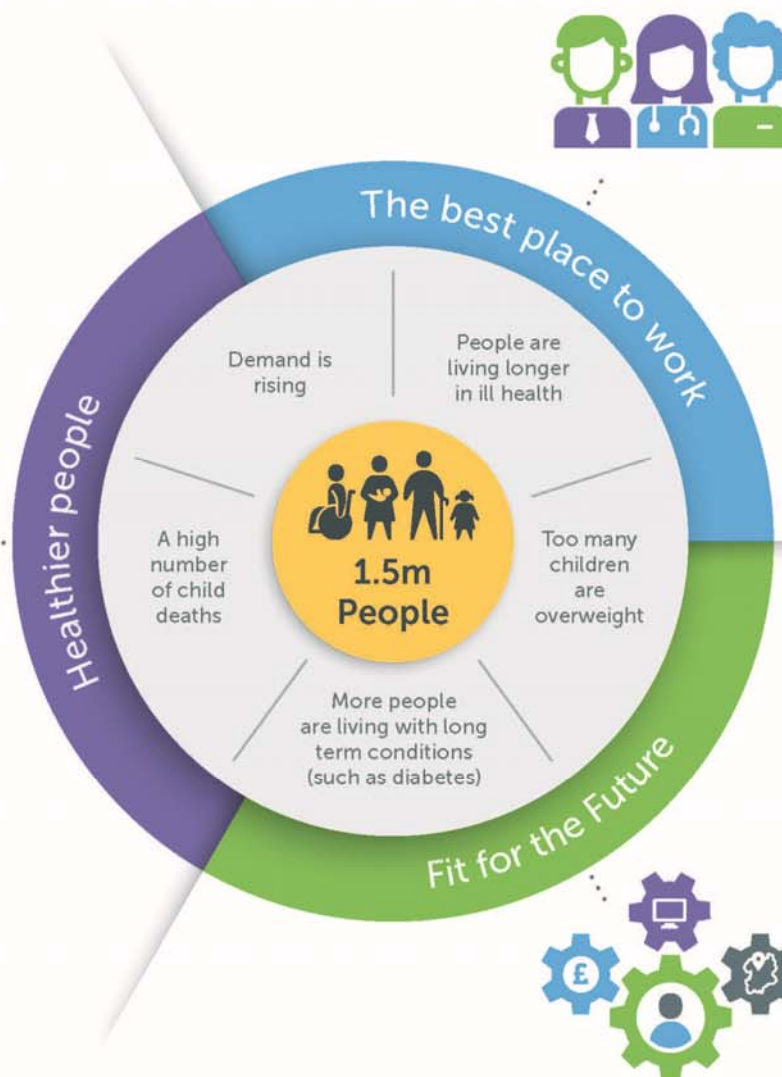 The best place to work
Demand is
rising
People are
living longer
in ill health
Healthier people
A high
number
of child
deaths
1.5m
People
Too many
children
are
overweight
More people
are living with long
term conditions
(such as diabetes)
Fit for the Future
£